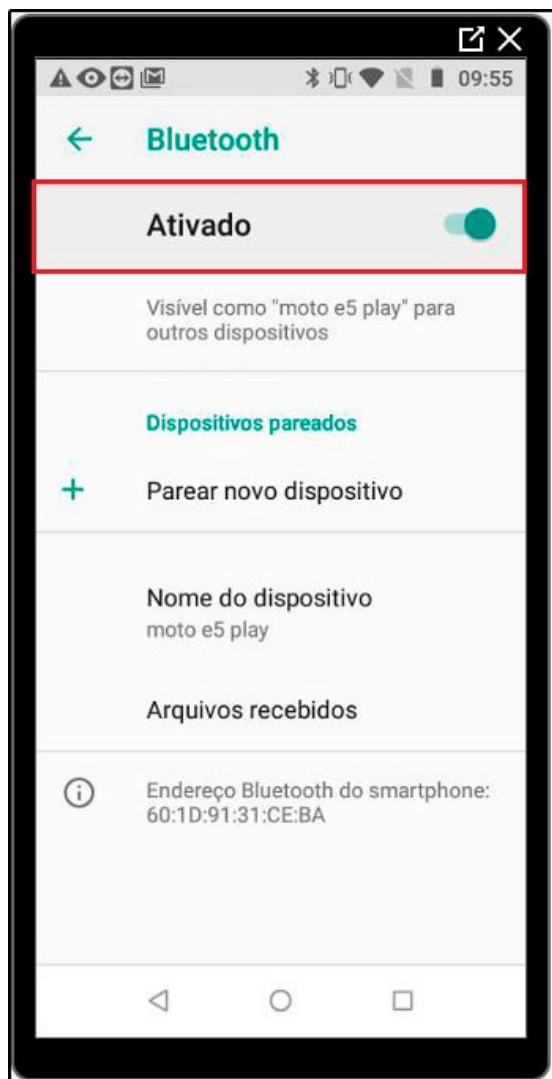 09:55
Bluetooth
Ativado
Visível como "moto e5 play" para
outros dispositivos
Dispositivos pareados
Parear novo dispositivo
Nome do dispositivo
moto e5 play
Arquivos recebidos
Endereço Bluetooth do smartphone:
60:1D:91:31:CE:BA